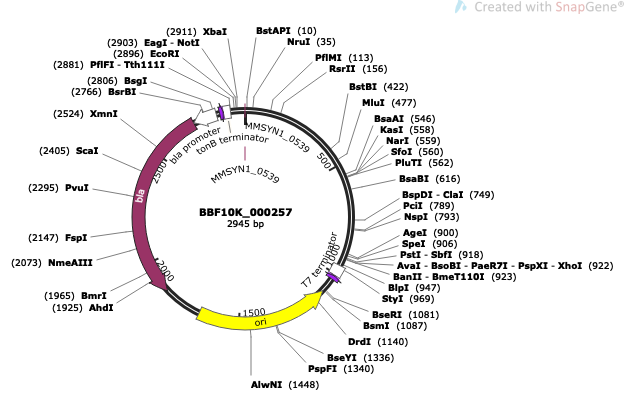 Created with SnapGene®
(2911) XbaI
(2903) EagI - NotI
(2896) EcoRI
(2881) PflFI - Tth111I
(2806) BsgI
(2766) BsrBI
(2524) XmnI
(2405) ScaI
(2295) PvuI
(2147) FspI
(2073) NmeAIII
(1965) BmrI
(1925) AhdI
BstAPI (10)
NruI (35)
PflMI (113)
RsrII (156)
BstBI (422)
MluI (477)
BsaAI (546)
KasI (558)
NarI (559)
SfoI (560)
PluTI (562)
BsaBI (616)
BspDI - ClaI (749)
PciI (789)
NspI (793)
AgeI (900)
SpeI (906)
PstI - SbfI (918)
AvaI - BsoBI - PaeR7I - PspXI - XhoI (922)
BanII - BmeT110I (923)
BlpI (947)
StyI (969)
BseRI (1081)
BsmI (1087)
DrdI (1140)
BseYI (1336)
PspFI (1340)
AlwNI (1448)
bla promoter
tonB terminator
MMSYN1_0539
MMSYN1_0539
500
1000
1500
2000
2500
T7 terminator
bla
ori
BBF10K_000257
2945 bp